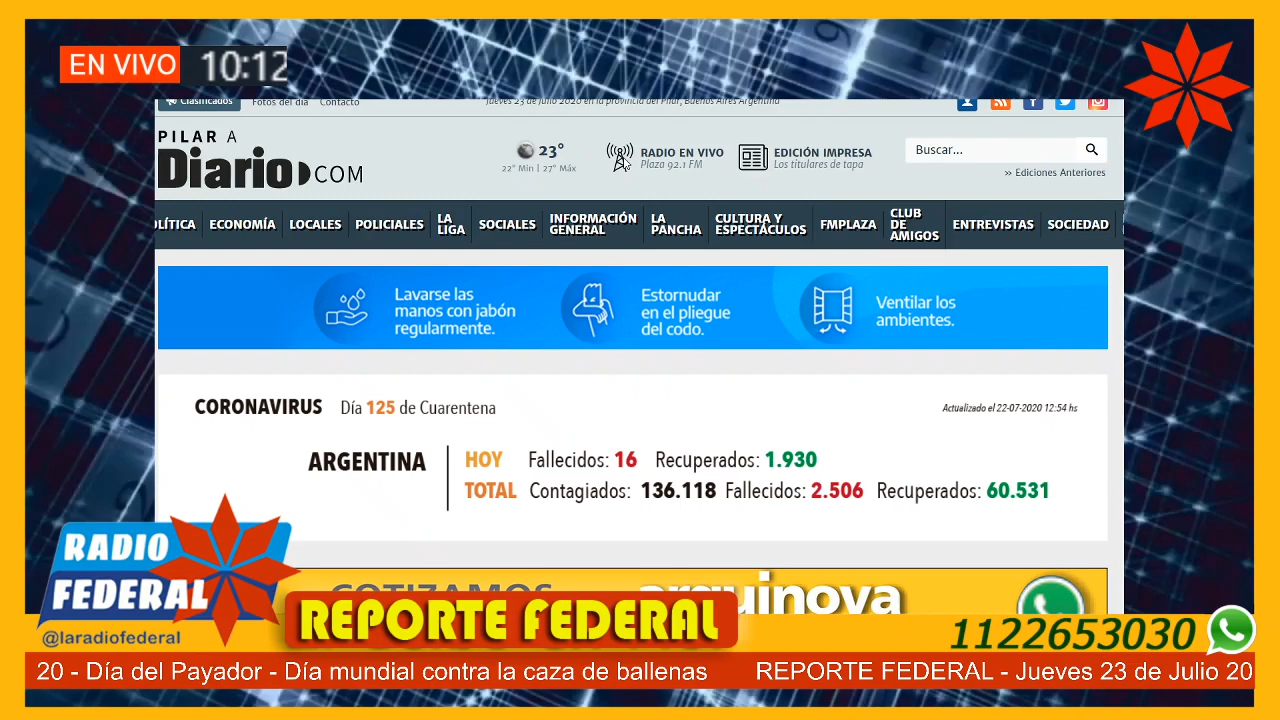 EN VIVO 10:12
Clasificados Fotos del día Contacto jueves 23 de julio 2020 en la provincia del Pilar, Buenos Aires Argentina
PILAR A
Diario COM
23°
22° Min | 27° Máx
RADIO EN VIVO
Plaza 92.1 FM
EDICIÓN IMPRESA
Los titulares de tapa
Buscar...
» Ediciones Anteriores
LÍTICA ECONOMÍA LOCALES POLICIALES LA LIGA SOCIALES INFORMACIÓN GENERAL LA PANCHA CULTURA Y ESPECTÁCULOS FMPLAZA CLUB DE AMIGOS ENTREVISTAS SOCIEDAD
Lavarse las
manos con jabón
regularmente.
Estornudar
en el pliegue
del codo.
Ventilar los
ambientes.
CORONAVIRUS Día 125 de Cuarentena
Actualizado el 22-07-2020 12:54 hs
ARGENTINA
HOY Fallecidos: 16 Recuperados: 1.930
TOTAL Contagiados: 136.118 Fallecidos: 2.506 Recuperados: 60.531
COTIZAMOS arquinova
RADIO
FEDERAL
@laradiofederal
REPORTE FEDERAL
1122653030
20 - Día del Payador - Día mundial contra la caza de ballenas REPORTE FEDERAL - Jueves 23 de Julio 20